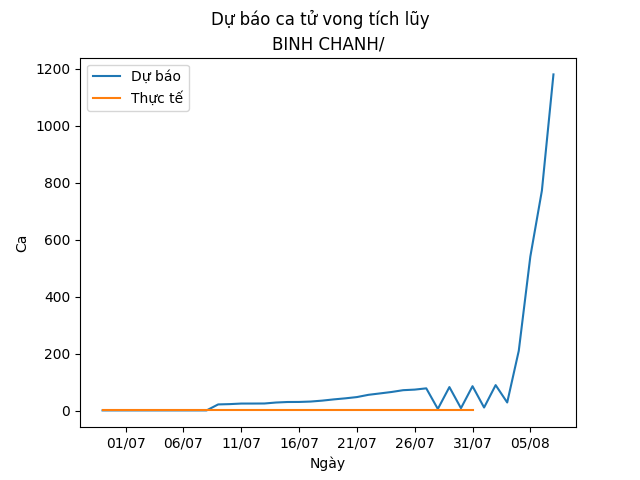 Dự báo ca tử vong tích lũy
BINH CHANH/
Dự báo
Thực tế
1200
1000
800
600
400
200
0
Ca
01/07 06/07 11/07 16/07 21/07 26/07 31/07 05/08
Ngày